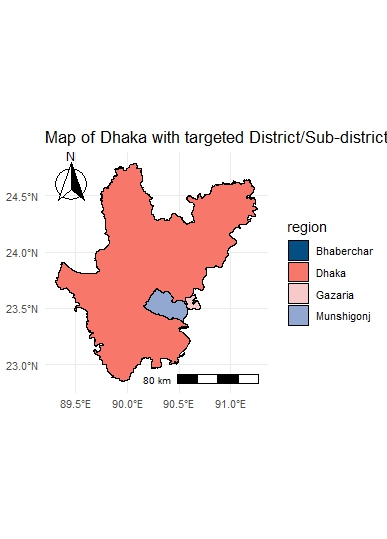 Map of Dhaka with targeted District/Sub-district
N
24.5°N
24.0°N
23.5°N
23.0°N
89.5°E
90.0°E
90.5°E
91.0°E
80 km
region
Bhaberchar
Dhaka
Gazaria
Munshigonj